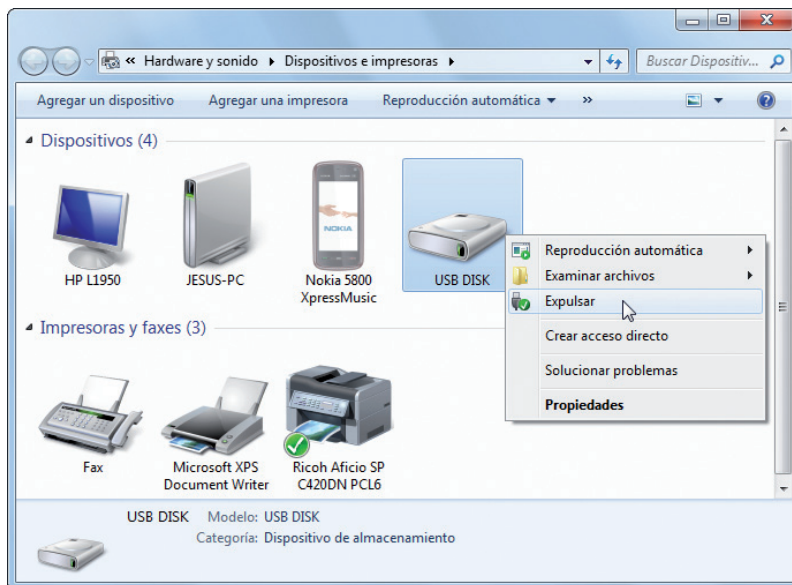 « Hardware y sonido ▸ Dispositivos e impresoras ▸
Buscar Dispositiv...
Agregar un dispositivo Agregar una impresora Reproducción automática ▾ »
Dispositivos (4)
NOKIA
HP L1950
JESUS-PC
Nokia 5800
XpressMusic
USB DISK
Reproducción automática
Examinar archivos
Expulsar
Crear acceso directo
Solucionar problemas
Propiedades
Impresoras y faxes (3)
Fax
Microsoft XPS
Document Writer
Ricoh Aficio SP
C420DN PCL6
USB DISK Modelo: USB DISK
Categoría: Dispositivo de almacenamiento